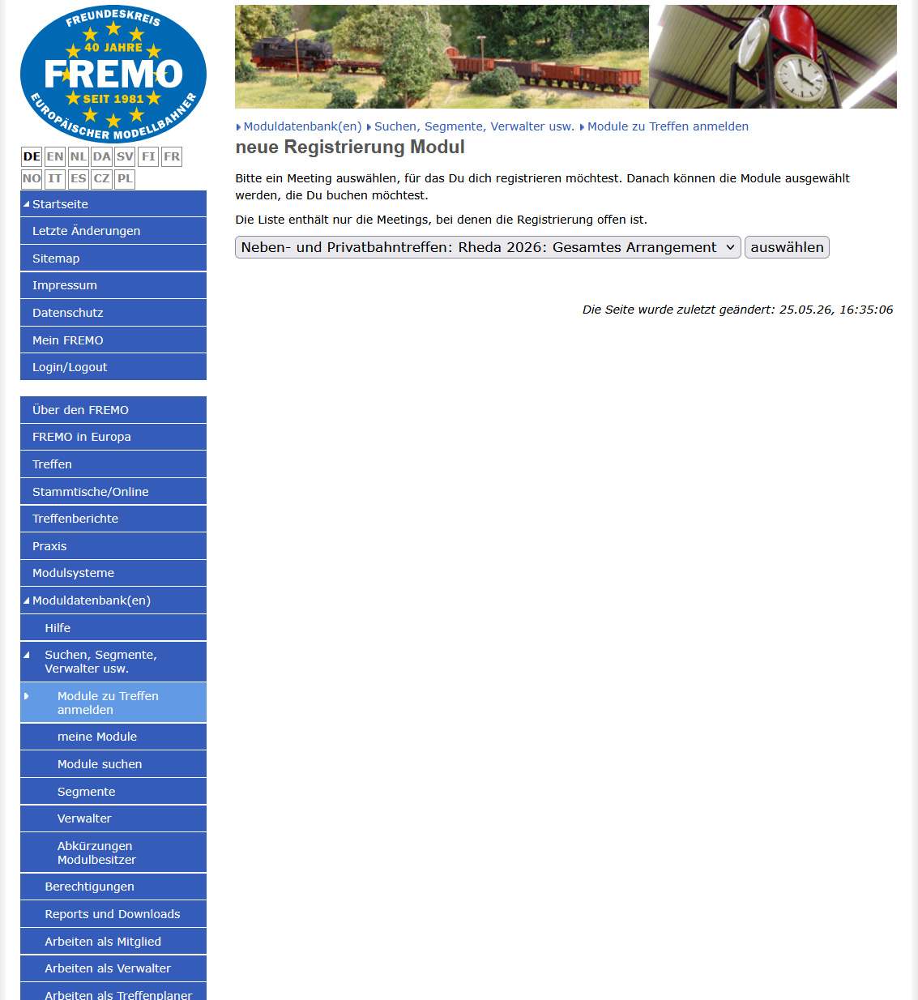 FREUNDESKREIS
40 JAHRE
FREMO
SEIT 1981
EUROPÄISCHER MODELLBAHNER
DE EN NL DA SV FI FR
NO IT ES CZ PL
Startseite
Letzte Änderungen
Sitemap
Impressum
Datenschutz
Mein FREMO
Login/Logout
Über den FREMO
FREMO in Europa
Treffen
Stammtische/Online
Treffenberichte
Praxis
Modulsysteme
Moduldatenbank(en)
Hilfe
Suchen, Segmente,
Verwalter usw.
Module zu Treffen
anmelden
meine Module
Module suchen
Segmente
Verwalter
Abkürzungen
Modulbesitzer
Berechtigungen
Reports und Downloads
Arbeiten als Mitglied
Arbeiten als Verwalter
Arbeiten als Treffenplaner
Moduldatenbank(en) Suchen, Segmente, Verwalter usw. Module zu Treffen anmelden
neue Registrierung Modul
Bitte ein Meeting auswählen, für das Du dich registrieren möchtest. Danach können die Module ausgewählt
werden, die Du buchen möchtest.
Die Liste enthält nur die Meetings, bei denen die Registrierung offen ist.
Neben- und Privatbahntreffen: Rheda 2026: Gesamtes Arrangement auswählen
Die Seite wurde zuletzt geändert: 25.05.26, 16:35:06